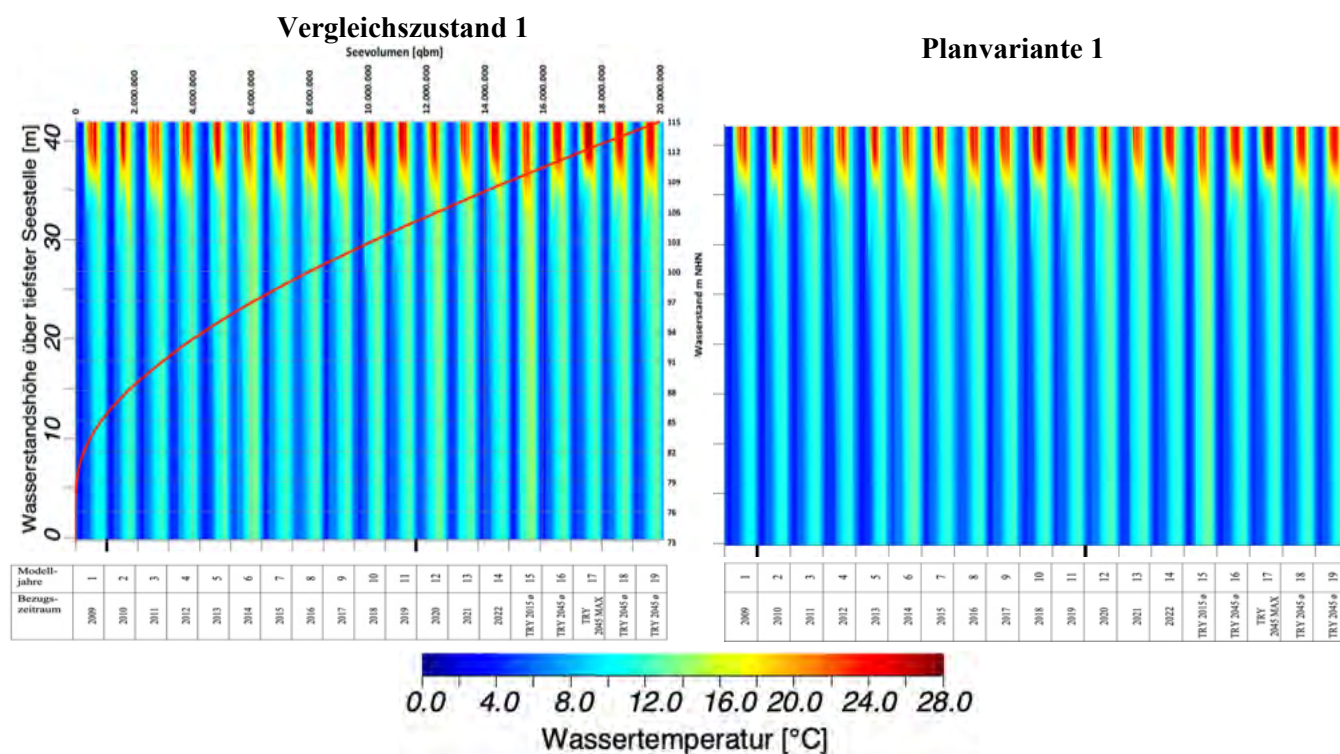 Vergleichszustand 1
Seevolumen [qbm]
0 2.000.000 4.000.000 6.000.000 8.000.000 10.000.000 12.000.000 14.000.000 16.000.000 18.000.000 20.000.000
Wasserstandshöhe über tiefster Seestelle [m]
40
30
20
10
0
115
112
109
106
103
100
97
94
91
88
85
82
79
76
73
Wasserstand m NHN
Modell-
jahre
1 2 3 4 5 6 7 8 9 10 11 12 13 14 15 16 17 18 19
Bezugs-
zeitraum
2009 2010 2011 2012 2013 2014 2015 2016 2017 2018 2019 2020 2021 2022 TRY 2015 ø TRY 2045 ø TRY 2045 MAX TRY 2045 ø TRY 2045 ø
Planvariante 1
1 2 3 4 5 6 7 8 9 10 11 12 13 14 15 16 17 18 19
2009 2010 2011 2012 2013 2014 2015 2016 2017 2018 2019 2020 2021 2022 TRY 2015 ø TRY 2045 ø TRY 2045 MAX TRY 2045 ø TRY 2045 ø
0.0 4.0 8.0 12.0 16.0 20.0 24.0 28.0
Wassertemperatur [°C]